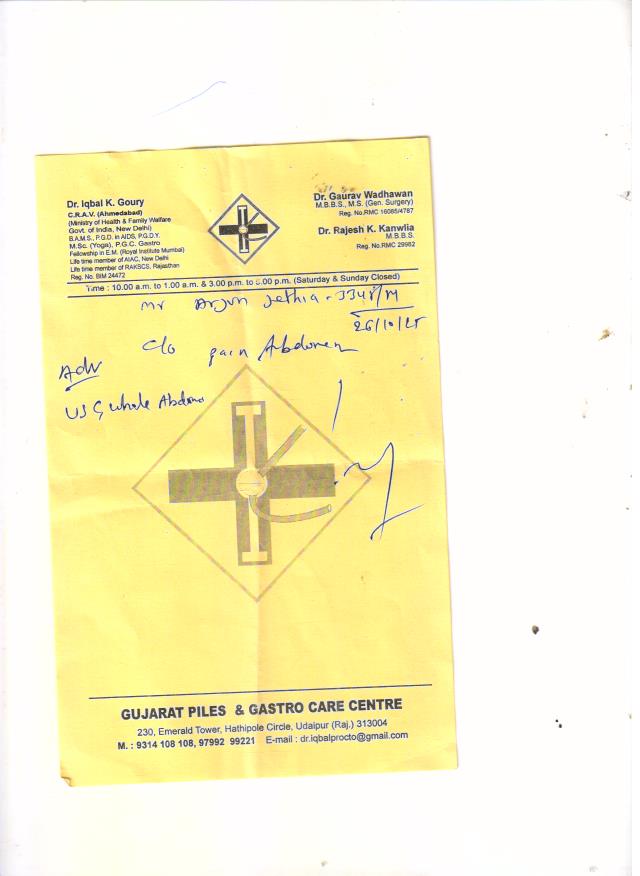 Dr. Iqbal K. Goury
C.R.A.V. (Ahmedabad)
(Ministry of Health & Family Welfare
Govt. of India, New Delhi)
B.A.M.S., P.G.D. in AIDS, P.G.D.Y.
M.Sc. (Yoga), P.G.C. Gastro
Fellowship in E.M. (Royal Institute Mumbai)
Life time member of AIAC, New Delhi
Life time member of RAKSCS, Rajasthan
Reg. No. BIM 24472
Dr. Gaurav Wadhawan
M.B.B.S., M.S. (Gen. Surgery)
Reg. No.RMC 16085/4787
Dr. Rajesh K. Kanwlia
M.B.B.S.
Reg. No.RMC 29982
Time : 10.00 a.m. to 1.00 a.m. & 3.00 p.m. to 5.00 p.m. (Saturday & Sunday Closed)
Mr Arjun Jethia - 33yr/M
26/10/25
C/o pain Abdomen
Adv
USG whole Abdomen
GUJARAT PILES & GASTRO CARE CENTRE
230, Emerald Tower, Hathipole Circle, Udaipur (Raj.) 313004
M. : 9314 108 108, 97992 99221 E-mail : dr.iqbalprocto@gmail.com